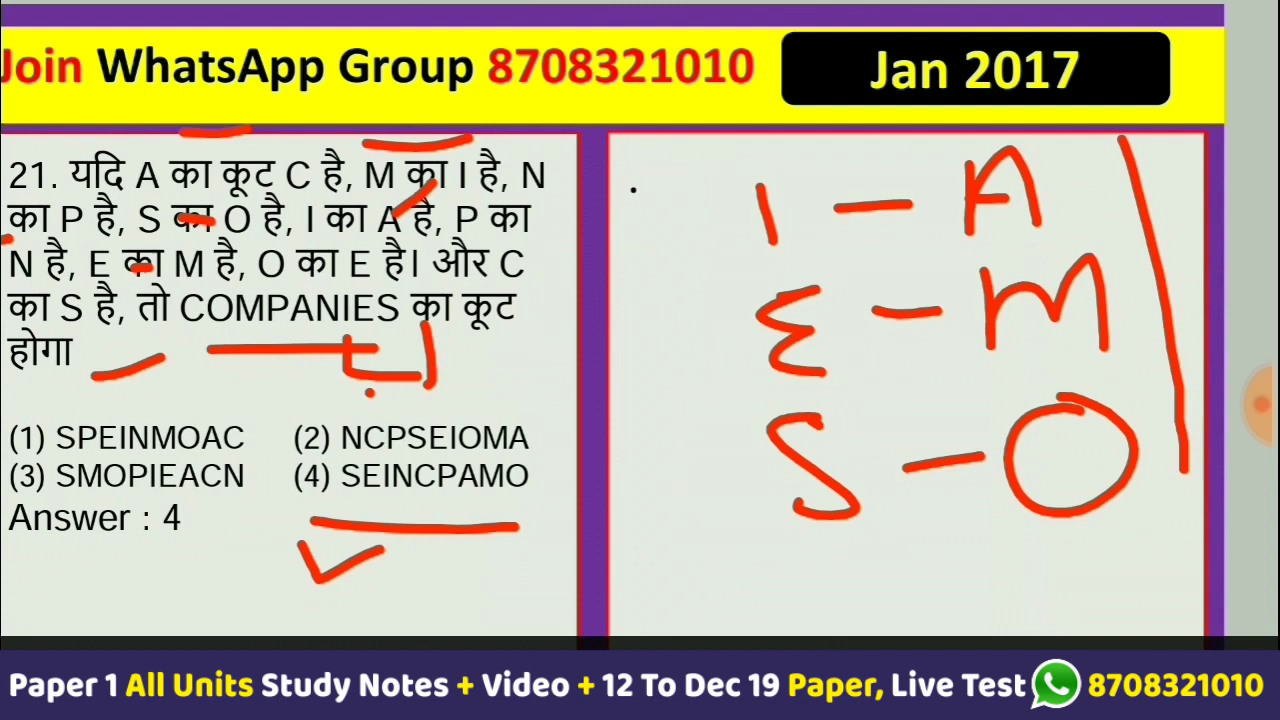 Join WhatsApp Group 8708321010
Jan 2017
21. यदि A का कूट C है, M का I है, N
का P है, S का O है, I का A है, P का
N है, E का M है, O का E है। और C
का S है, तो COMPANIES का कूट
होगा
(1) SPEINMOAC (2) NCPSEIOMA
(3) SMOPIEACN (4) SEINCPAMO
Answer : 4
I - A
E - M
S - O
Paper 1 All Units Study Notes + Video + 12 To Dec 19 Paper, Live Test 8708321010